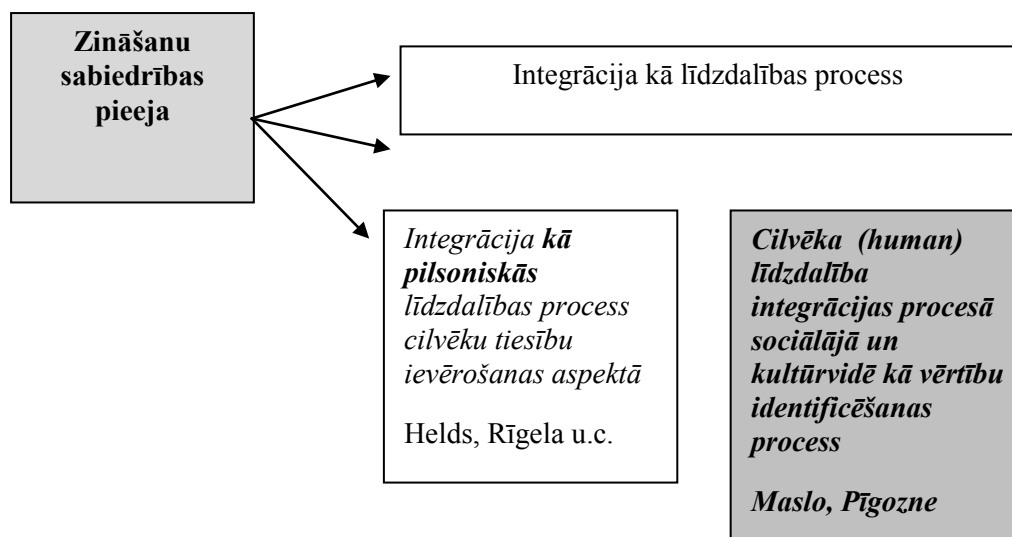 Zināšanu
sabiedrības
pieeja
Integrācija kā līdzdalības process
Integrācija kā
pilsoniskās
līdzdalības process
cilvēku tiesību
ievērošanas aspektā
Helds, Rīgela u.c.
Cilvēka (human)
līdzdalība
integrācijas procesā
sociālājā un
kultūrvidē kā vērtību
identificēšanas
process
Maslo, Pīgozne